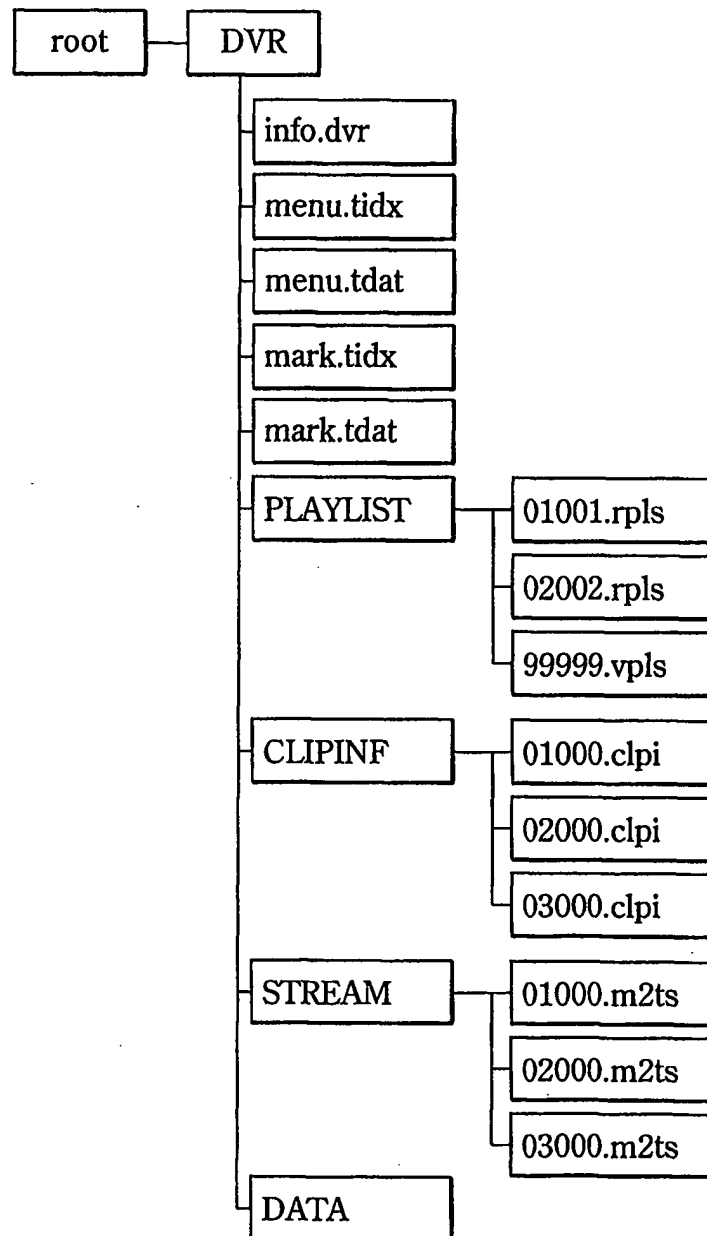 root DVR
info.dvr
menu.tidx
menu.tdat
mark.tidx
mark.tdat
PLAYLIST 01001.rpls
02002.rpls
99999.vpls
CLIPINF 01000.clpi
02000.clpi
03000.clpi
STREAM 01000.m2ts
02000.m2ts
03000.m2ts
DATA